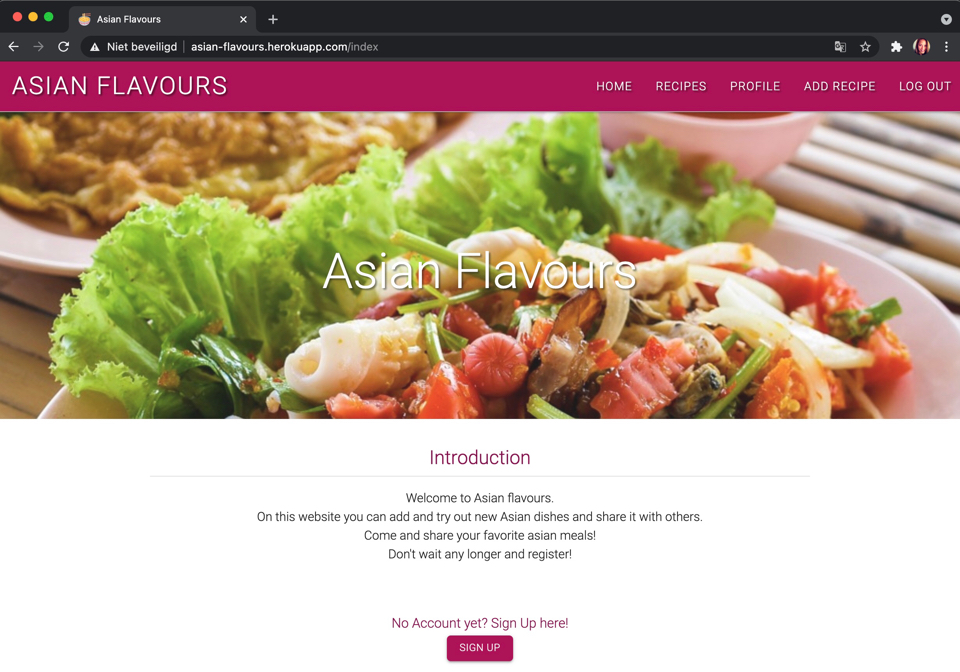 Asian Flavours
Niet beveiligd
asian-flavours.herokuapp.com/index
ASIAN FLAVOURS
HOME RECIPES PROFILE ADD RECIPE LOG OUT
Asian Flavours
Introduction
Welcome to Asian flavours.
On this website you can add and try out new Asian dishes and share it with others.
Come and share your favorite asian meals!
Don't wait any longer and register!
No Account yet? Sign Up here!
SIGN UP